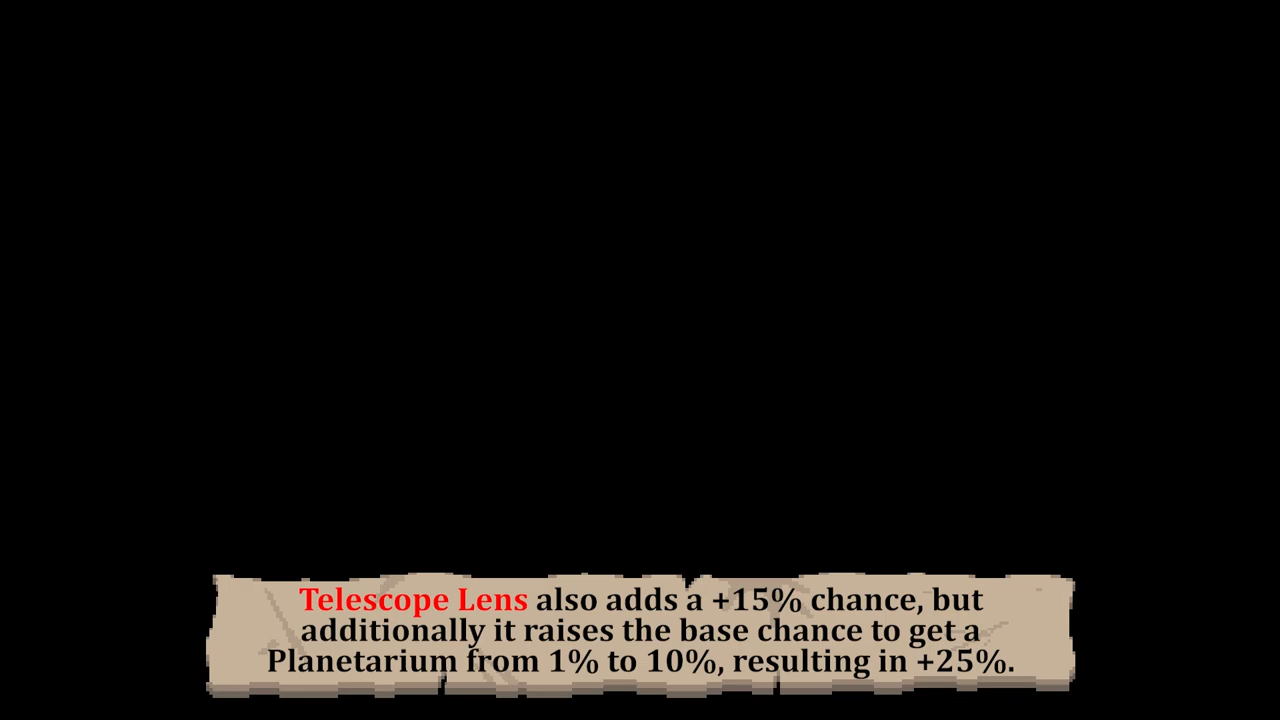 Telescope Lens also adds a +15% chance, but
additionally it raises the base chance to get a
Planetarium from 1% to 10%, resulting in +25%.